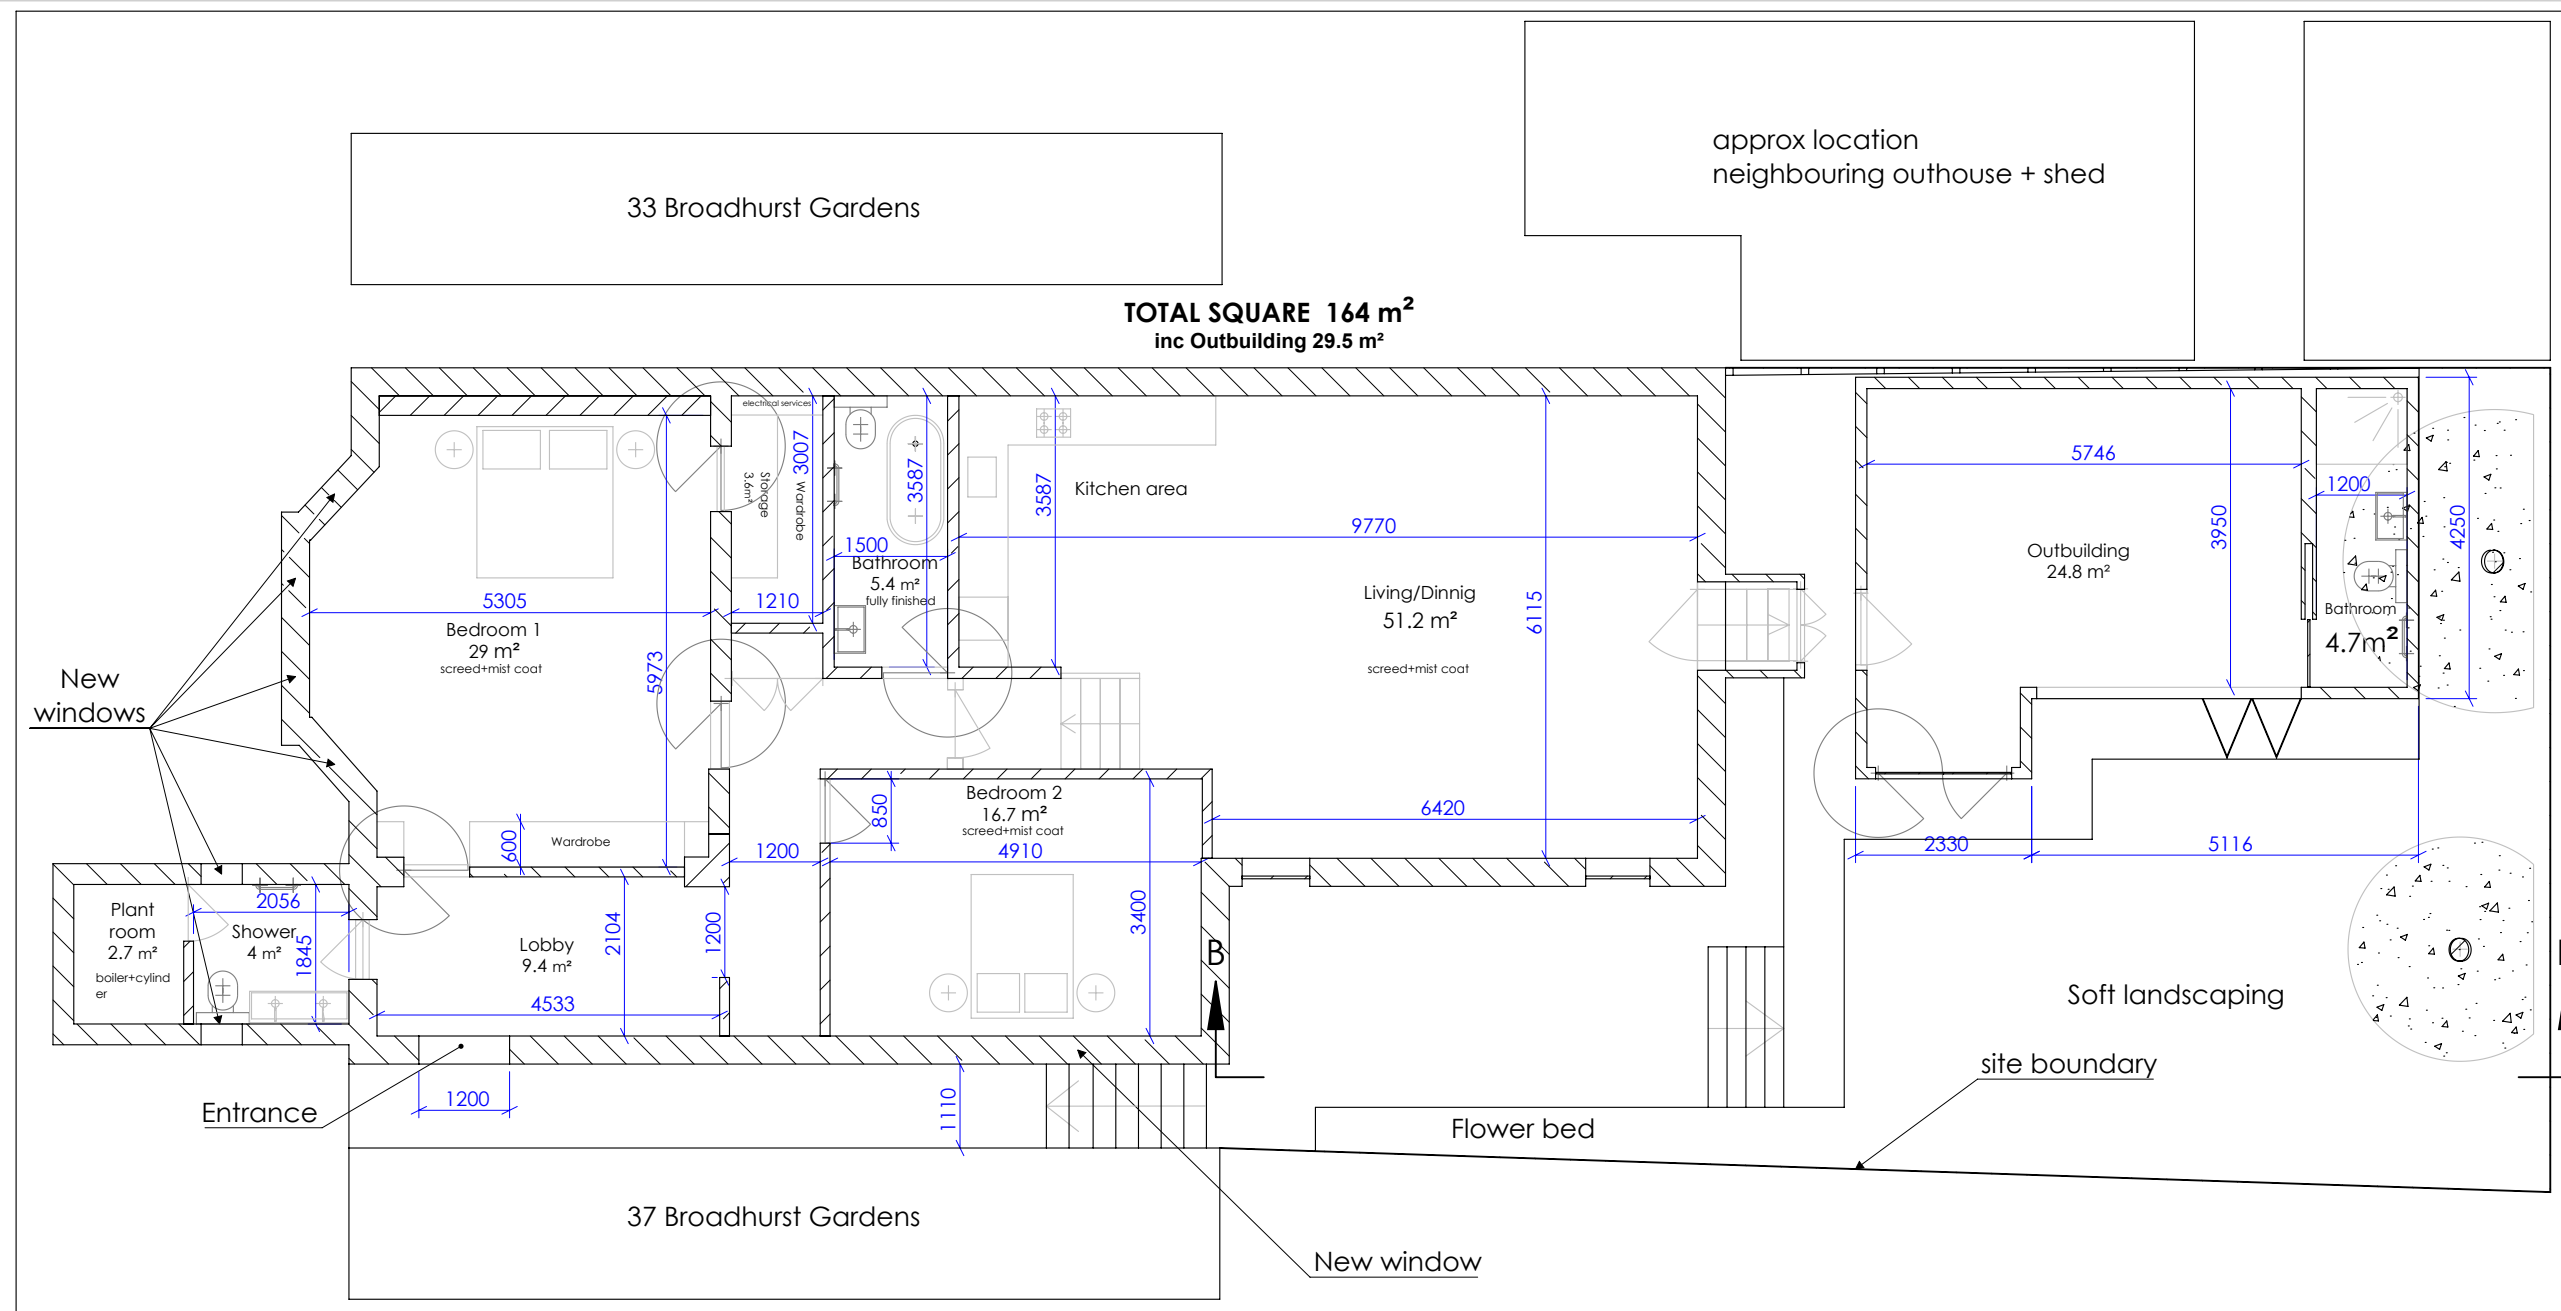 33 Broadhurst Gardens
approx location
neighbouring outhouse + shed
TOTAL SQUARE 164 m²
inc Outbuilding 29.5 m²
electrical services
3007
Storage
3.6m²
Wardrobe
3587
3587
Kitchen area
1500
Bathroom
5.4 m²
fully finished
9770
5746
3950
1200
4250
Outbuilding
24.8 m²
Bathroom
4.7m²
5305
Bedroom 1
29 m²
screed+mist coat
5973
1210
Living/Dinnig
51.2 m²
screed+mist coat
6115
New
windows
Bedroom 2
16.7 m²
screed+mist coat
850
4910
3400
6420
600
Wardrobe
1200
2330
5116
Plant
room
2.7 m²
boiler+cylind
er
2056
Shower
4 m²
1845
Lobby
9.4 m²
2104
1200
4533
B
Soft landscaping
site boundary
Entrance
1200
1110
Flower bed
37 Broadhurst Gardens
New window